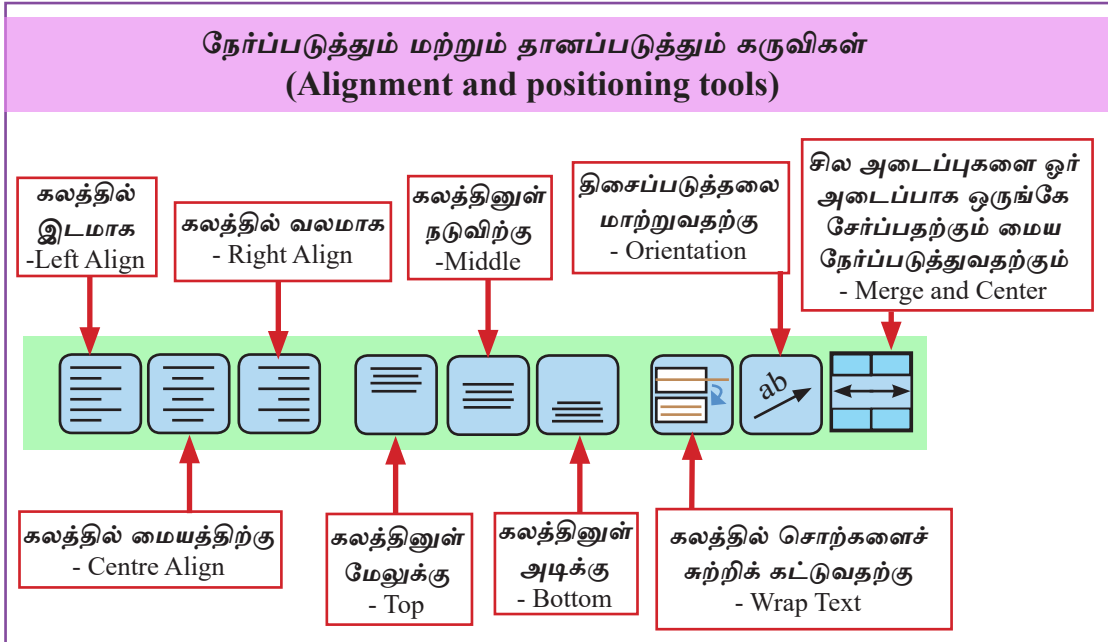 நேர்ப்படுத்தும் மற்றும் தானப்படுத்தும் கருவிகள்
(Alignment and positioning tools)
கலத்தில்
இடமாக
-Left Align
கலத்தில் வலமாக
- Right Align
கலத்தினுள்
நடுவிற்கு
-Middle
திசைப்படுத்தலை
மாற்றுவதற்கு
- Orientation
சில அடைப்புகளை ஓர்
அடைப்பாக ஒருங்கே
சேர்ப்பதற்கும் மைய
நேர்ப்படுத்துவதற்கும்
- Merge and Center
ab
கலத்தில் மையத்திற்கு
- Centre Align
கலத்தினுள்
மேலுக்கு
- Top
கலத்தினுள்
அடிக்கு
- Bottom
கலத்தில் சொற்களைச்
சுற்றிக் கட்டுவதற்கு
- Wrap Text